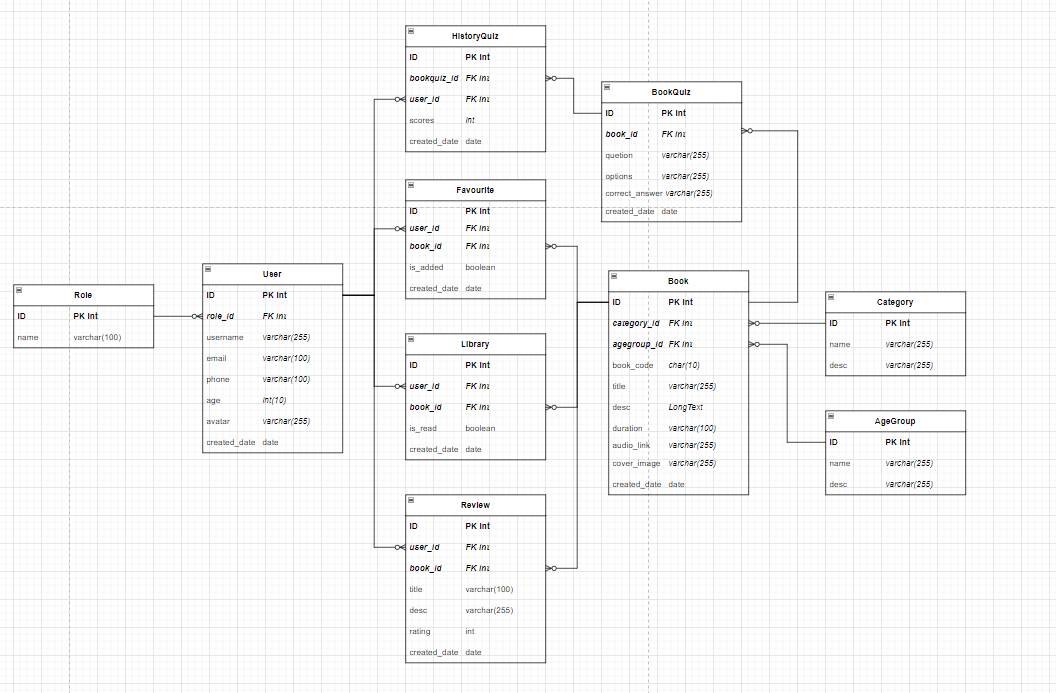 HistoryQuiz
ID PK Int
bookquiz_id FK Int
user_id FK Int
scores int
created_date date
BookQuiz
ID PK Int
book_id FK Int
quetion varchar(255)
options varchar(255)
correct_answer varchar(255)
created_date date
Favourite
ID PK Int
user_id FK Int
book_id FK Int
is_added boolean
created_date date
Role
ID PK Int
name varchar(100)
User
ID PK Int
role_id FK Int
username varchar(255)
email varchar(100)
phone varchar(100)
age int(10)
avatar varchar(255)
created_date date
Library
ID PK Int
user_id FK Int
book_id FK Int
is_read boolean
created_date date
Book
ID PK Int
category_id FK Int
agegroup_id FK Int
book_code char(10)
title varchar(255)
desc LongText
duration varchar(100)
audio_link varchar(255)
cover_image varchar(255)
created_date date
Category
ID PK Int
name varchar(255)
desc varchar(255)
AgeGroup
ID PK Int
name varchar(255)
desc varchar(255)
Review
ID PK Int
user_id FK Int
book_id FK Int
title varchar(100)
desc varchar(255)
rating int
created_date date